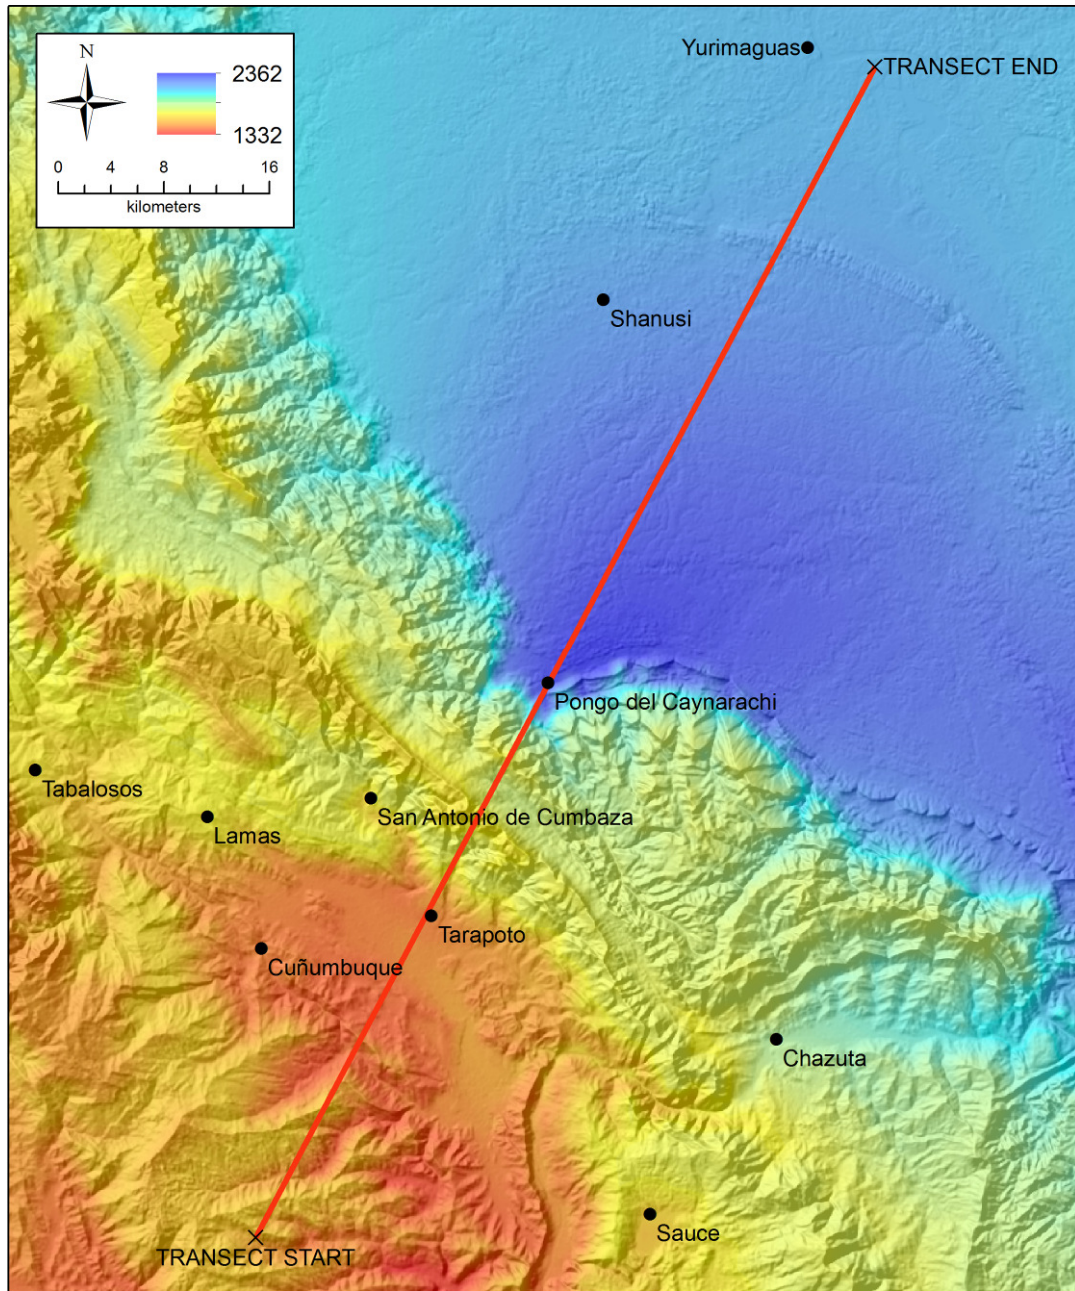 Yurimaguas
TRANSECT END
N
2362
1332
0 4 8 16
kilometers
Shanusi
Pongo del Caynarachi
Tabalosos
San Antonio de Cumbaza
Lamas
Tarapoto
Cuñumbuque
Chazuta
Sauce
TRANSECT START